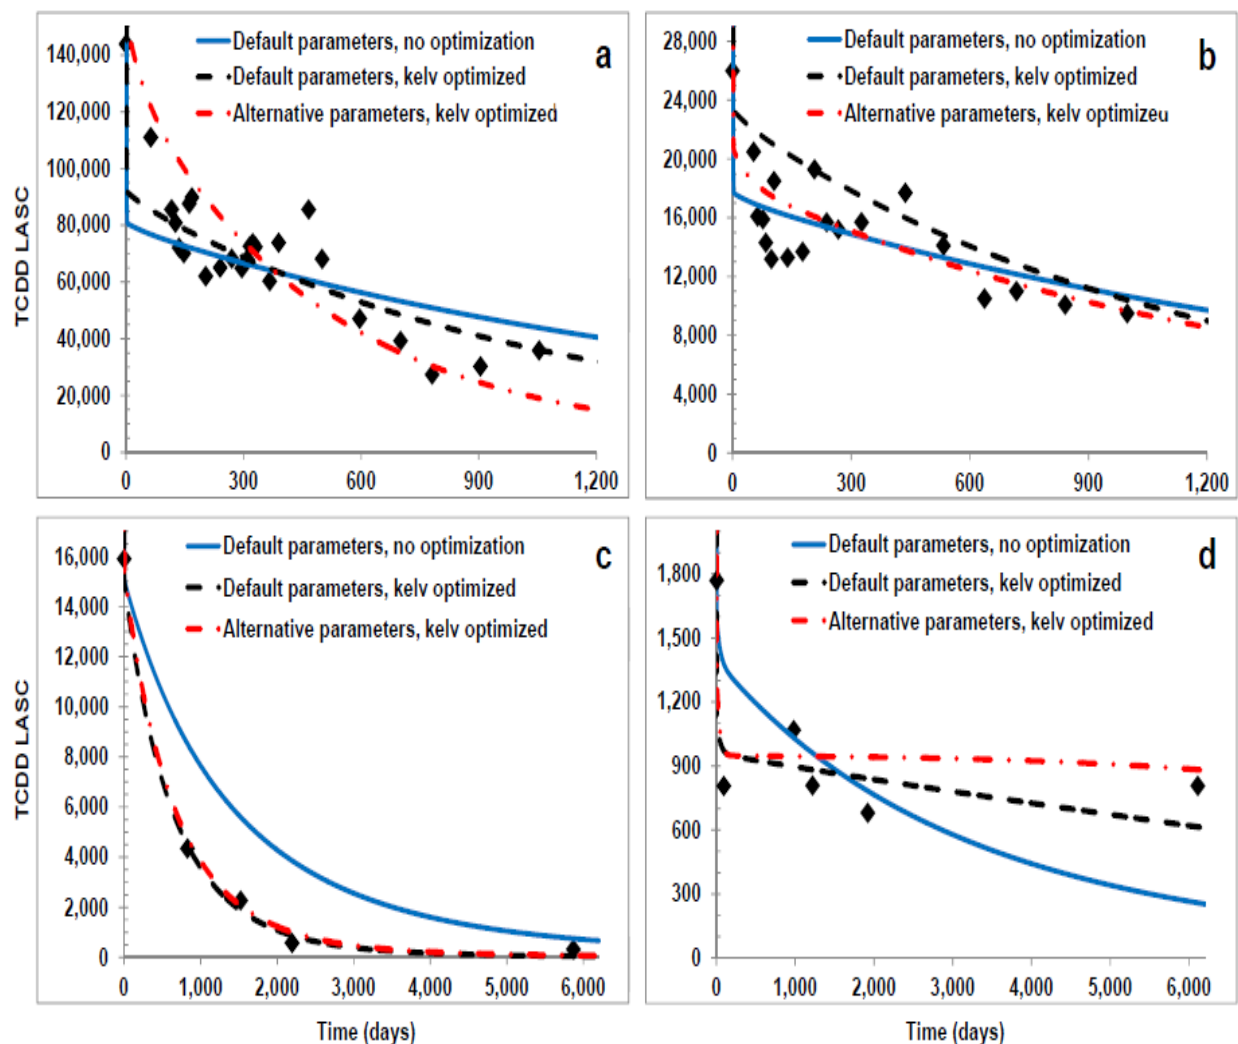 Default parameters, no optimization
Default parameters, kelv optimized
Alternative parameters, kelv optimized
a
140,000
120,000
100,000
80,000
60,000
40,000
20,000
0
TCDD LASC
0 300 600 900 1,200
Default parameters, no optimization
Default parameters, kelv optimized
Alternative parameters, kelv optimized
b
28,000
24,000
20,000
16,000
12,000
8,000
4,000
0
0 300 600 900 1,200
Default parameters, no optimization
Default parameters, kelv optimized
Alternative parameters, kelv optimized
c
16,000
14,000
12,000
10,000
8,000
6,000
4,000
2,000
0
TCDD LASC
0 1,000 2,000 3,000 4,000 5,000 6,000
Time (days)
Default parameters, no optimization
Default parameters, kelv optimized
Alternative parameters, kelv optimized
d
1,800
1,500
1,200
900
600
300
0
0 1,000 2,000 3,000 4,000 5,000 6,000
Time (days)